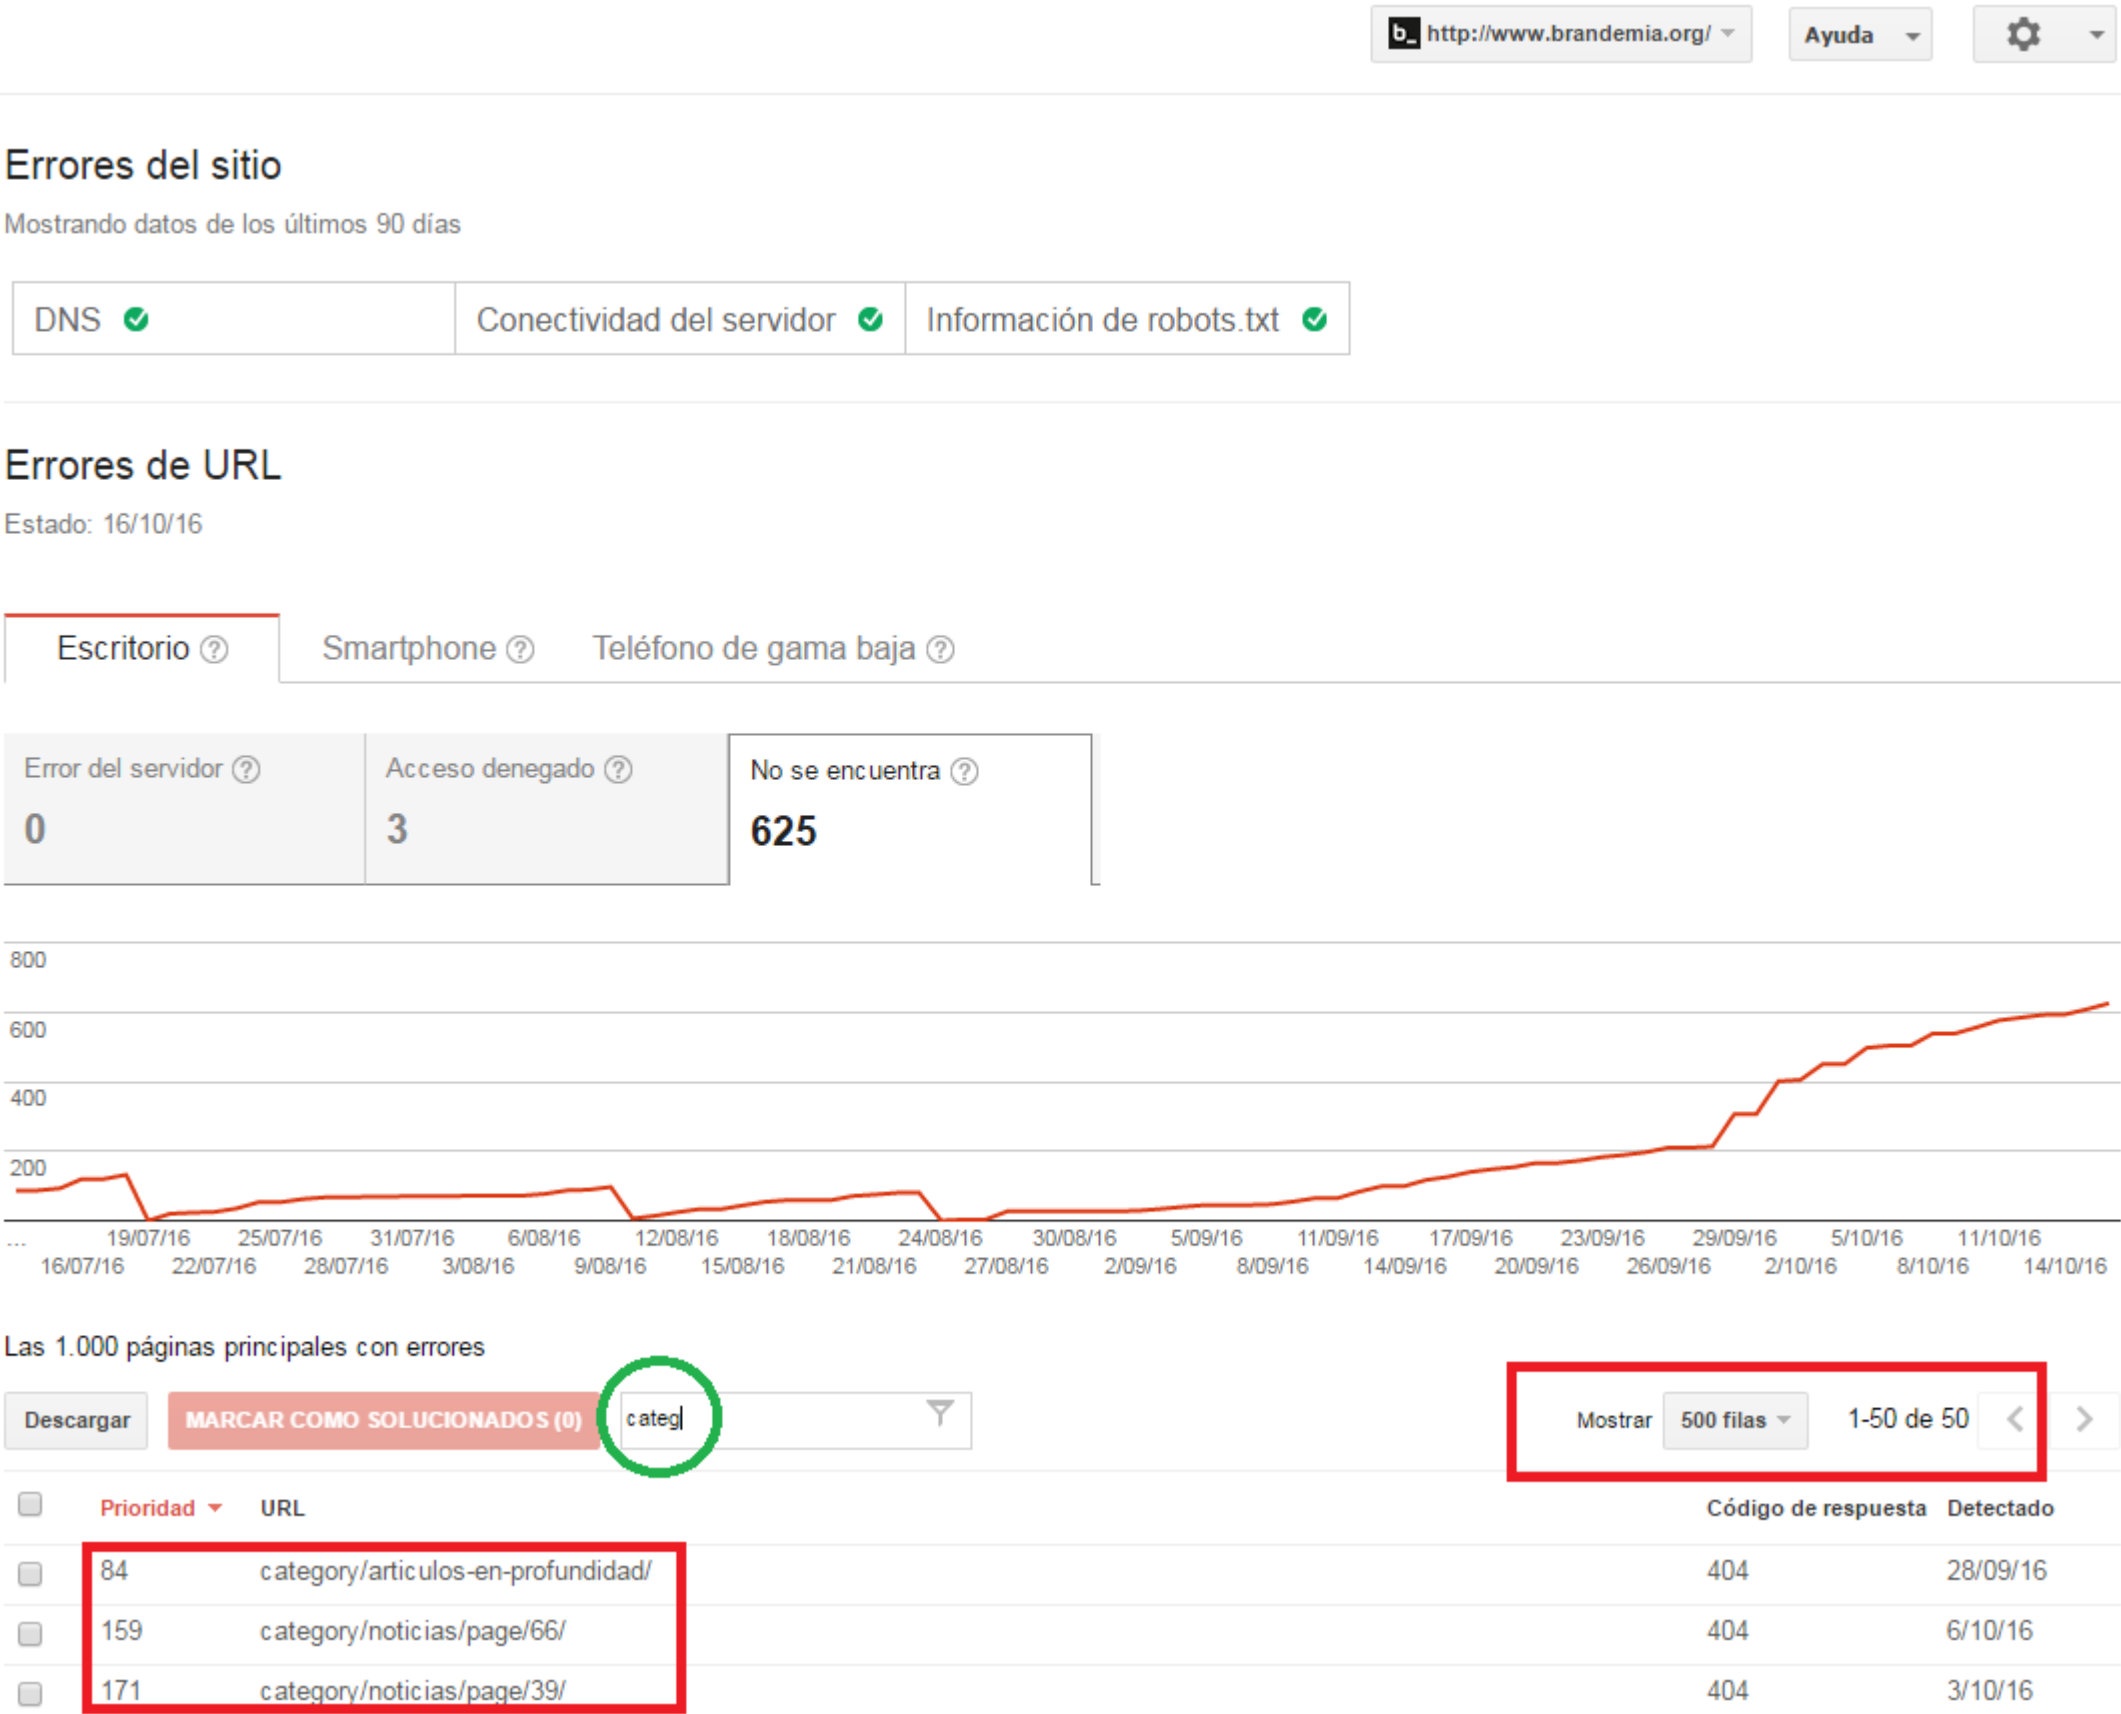 b_ http://www.brandemia.org/ Ayuda
Errores del sitio
Mostrando datos de los últimos 90 días
DNS Conectividad del servidor Información de robots.txt
Errores de URL
Estado: 16/10/16
Escritorio ? Smartphone ? Teléfono de gama baja ?
Error del servidor ? Acceso denegado ? No se encuentra ?
0 3 625
800
600
400
200
... 19/07/16 25/07/16 31/07/16 6/08/16 12/08/16 18/08/16 24/08/16 30/08/16 5/09/16 11/09/16 17/09/16 23/09/16 29/09/16 5/10/16 11/10/16
16/07/16 22/07/16 28/07/16 3/08/16 9/08/16 15/08/16 21/08/16 27/08/16 2/09/16 8/09/16 14/09/16 20/09/16 26/09/16 2/10/16 8/10/16 14/10/16
Las 1.000 páginas principales con errores
Descargar MARCAR COMO SOLUCIONADOS (0) categ Mostrar 500 filas 1-50 de 50
Prioridad URL Código de respuesta Detectado
84 category/articulos-en-profundidad/ 404 28/09/16
159 category/noticias/page/66/ 404 6/10/16
171 category/noticias/page/39/ 404 3/10/16